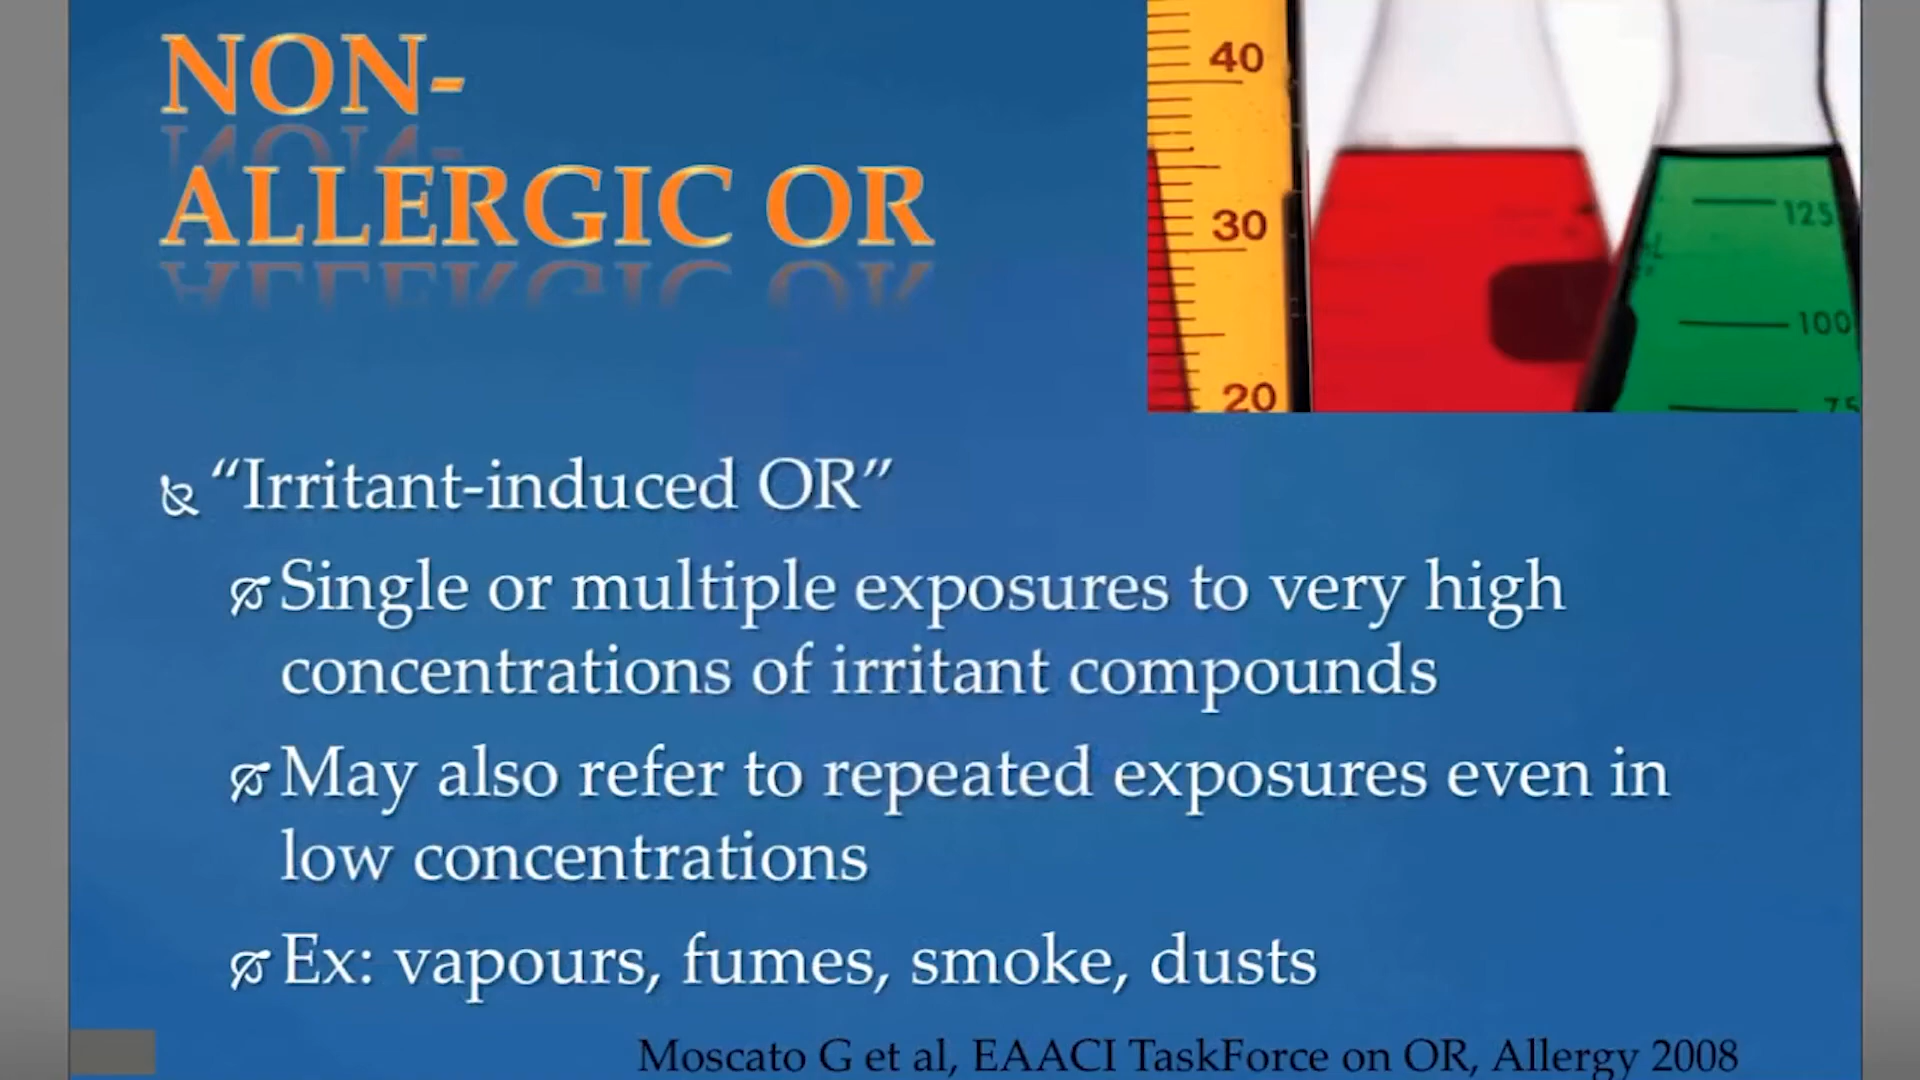 NON-
ALLERGIC OR
40
30
20
125
100
75
“Irritant-induced OR”
Single or multiple exposures to very high
concentrations of irritant compounds
May also refer to repeated exposures even in
low concentrations
Ex: vapours, fumes, smoke, dusts
Moscato G et al, EAACI TaskForce on OR, Allergy 2008